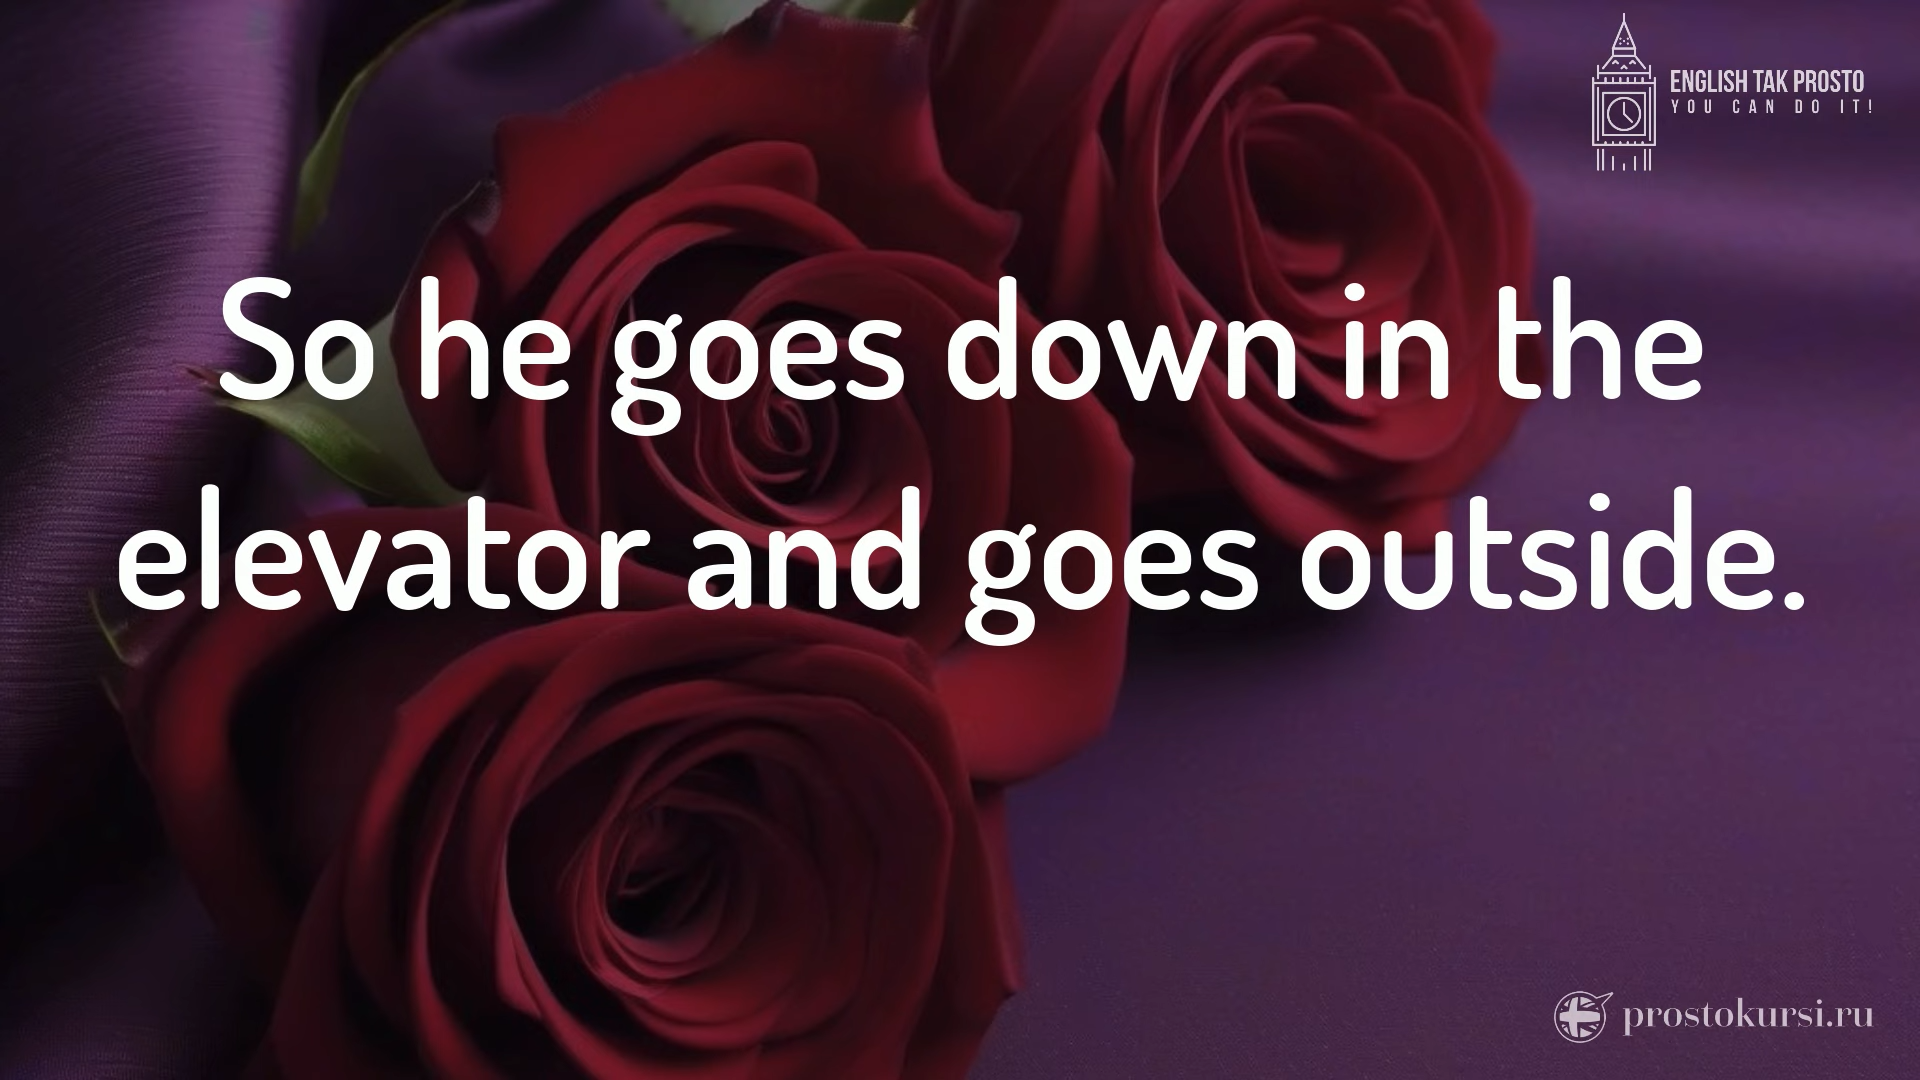 ENGLISH TAK PROSTO
YOU CAN DO IT!
So he goes down in the
elevator and goes outside.
prostokursi.ru